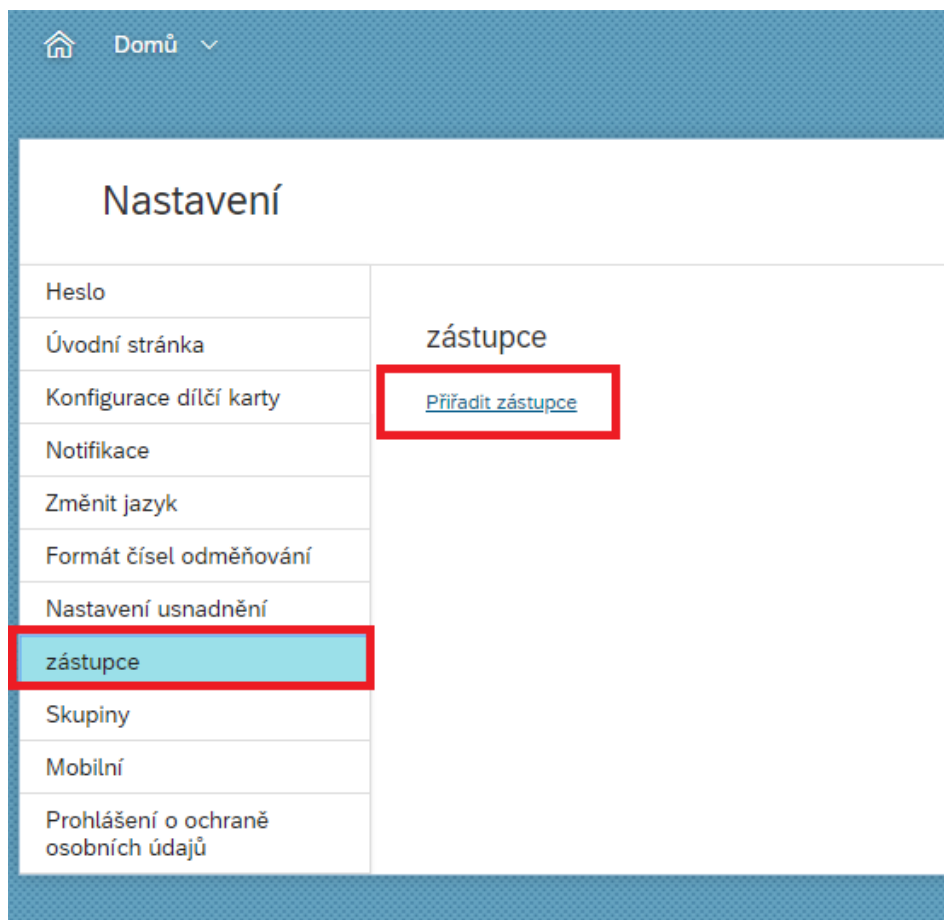 Domů
Nastavení
Heslo
Úvodní stránka
Konfigurace dílčí karty
Notifikace
Změnit jazyk
Formát čísel odměňování
Nastavení usnadnění
zástupce
Skupiny
Mobilní
Prohlášení o ochraně
osobních údajů
zástupce
Přiřadit zástupce